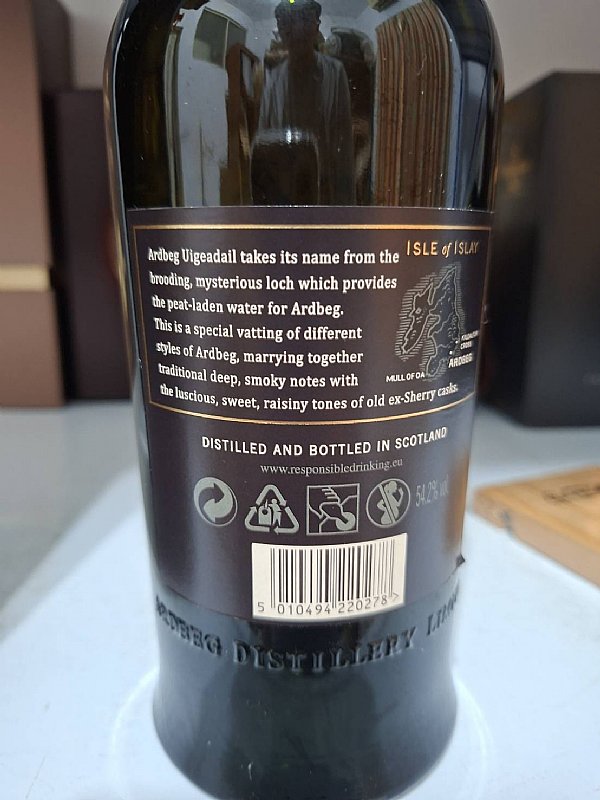 Ardbeg Uigeadail takes its name from the
brooding, mysterious loch which provides
the peat-laden water for Ardbeg.
This is a special vatting of different
styles of Ardbeg, marrying together
traditional deep, smoky notes with
the luscious, sweet, raisiny tones of old ex-Sherry casks.
ISLE of ISLAY
KILDALTON
CROSS
ARDBEG
MULL OF OA
DISTILLED AND BOTTLED IN SCOTLAND
www.responsibledrinking.eu
54.2% vol.
5 010494 220278 >
ARDBEG DISTILLERY